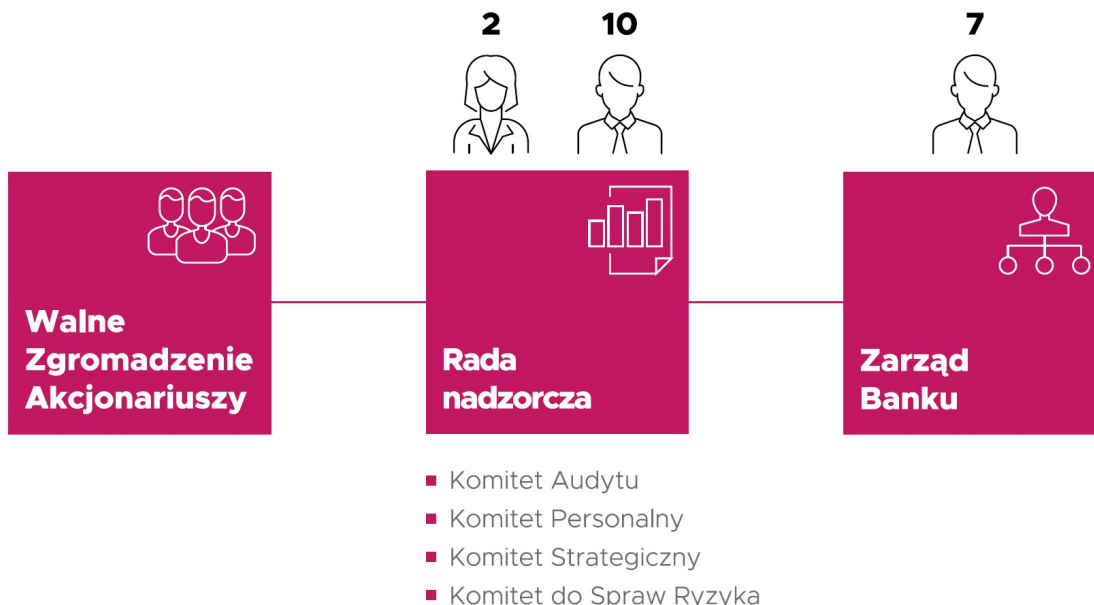 2
10
7
Walne
Zgromadzenie
Akcjonariuszy
Rada
nadzorcza
Zarząd
Banku
Komitet Audytu
Komitet Personalny
Komitet Strategiczny
Komitet do Spraw Ryzyka